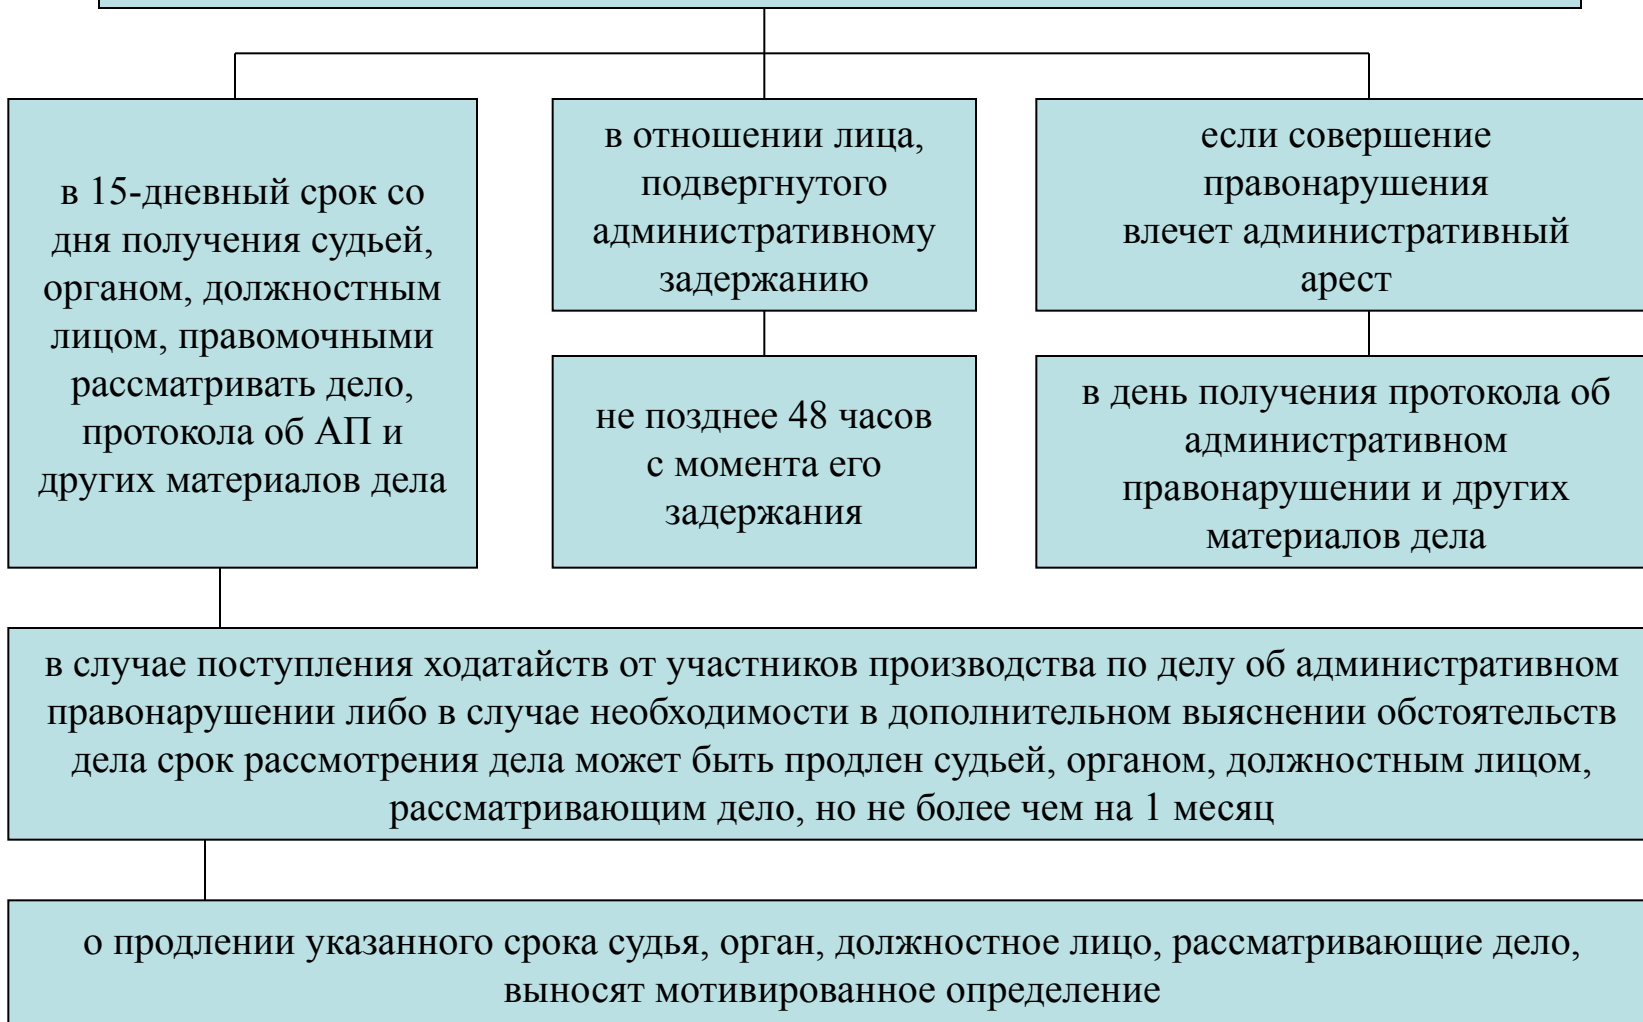 в 15-дневный срок со
дня получения судьей,
органом, должностным
лицом, правомочными
рассматривать дело,
протокола об АП и
других материалов дела
в отношении лица,
подвергнутого
административному
задержанию
не позднее 48 часов
с момента его
задержания
если совершение
правонарушения
влечет административный
арест
в день получения протокола об
административном
правонарушении и других
материалов дела
в случае поступления ходатайств от участников производства по делу об административном
правонарушении либо в случае необходимости в дополнительном выяснении обстоятельств
дела срок рассмотрения дела может быть продлен судьей, органом, должностным лицом,
рассматривающим дело, но не более чем на 1 месяц
о продлении указанного срока судья, орган, должностное лицо, рассматривающие дело,
выносят мотивированное определение